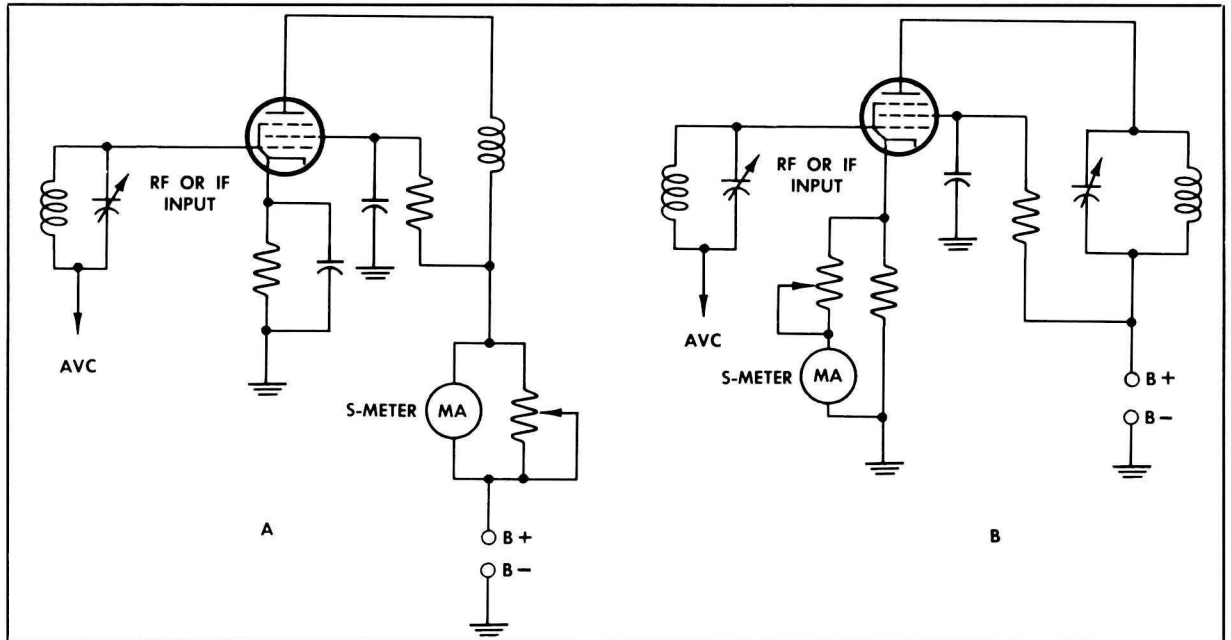 RF OR IF
INPUT
AVC
S-METER
MA
B+
B-
A
RF OR IF
INPUT
AVC
S-METER
MA
B+
B-
B